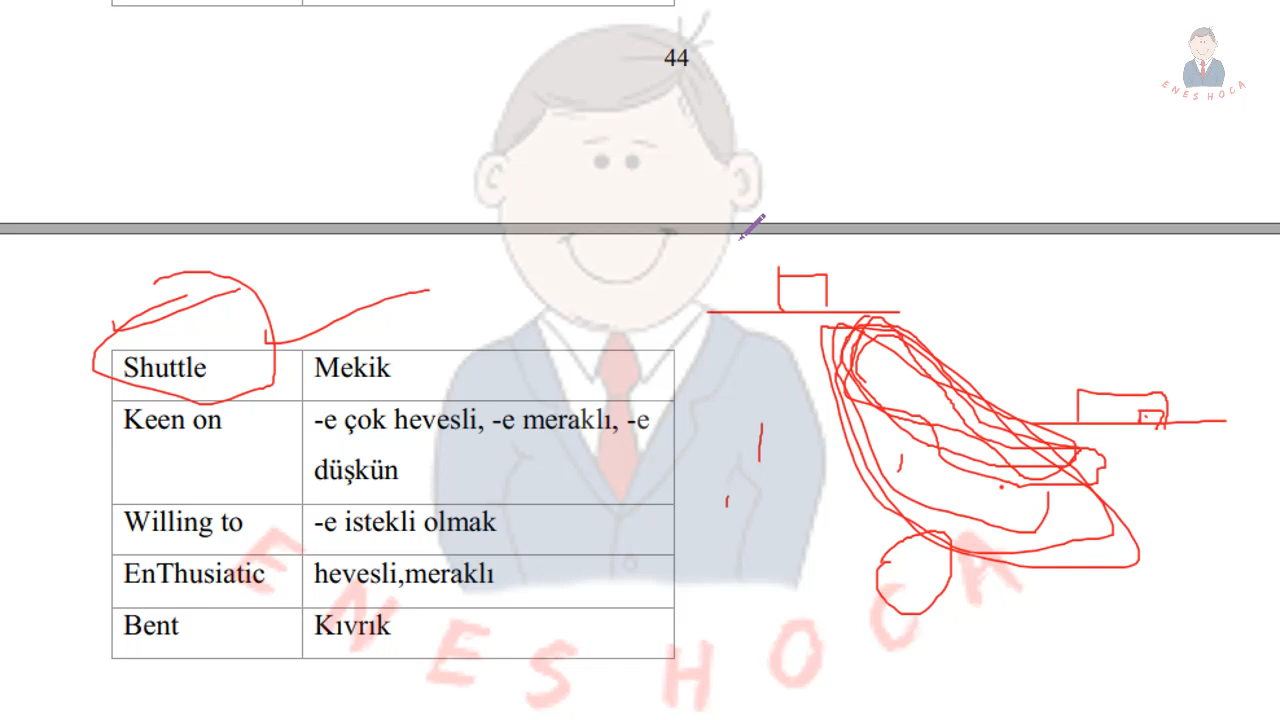 44
ENES HOCA
Shuttle Mekik
Keen on -e çok hevesli, -e meraklı, -e
düşkün
Willing to -e istekli olmak
EnThusiatic hevesli,meraklı
Bent Kıvrık
ENES HOCA